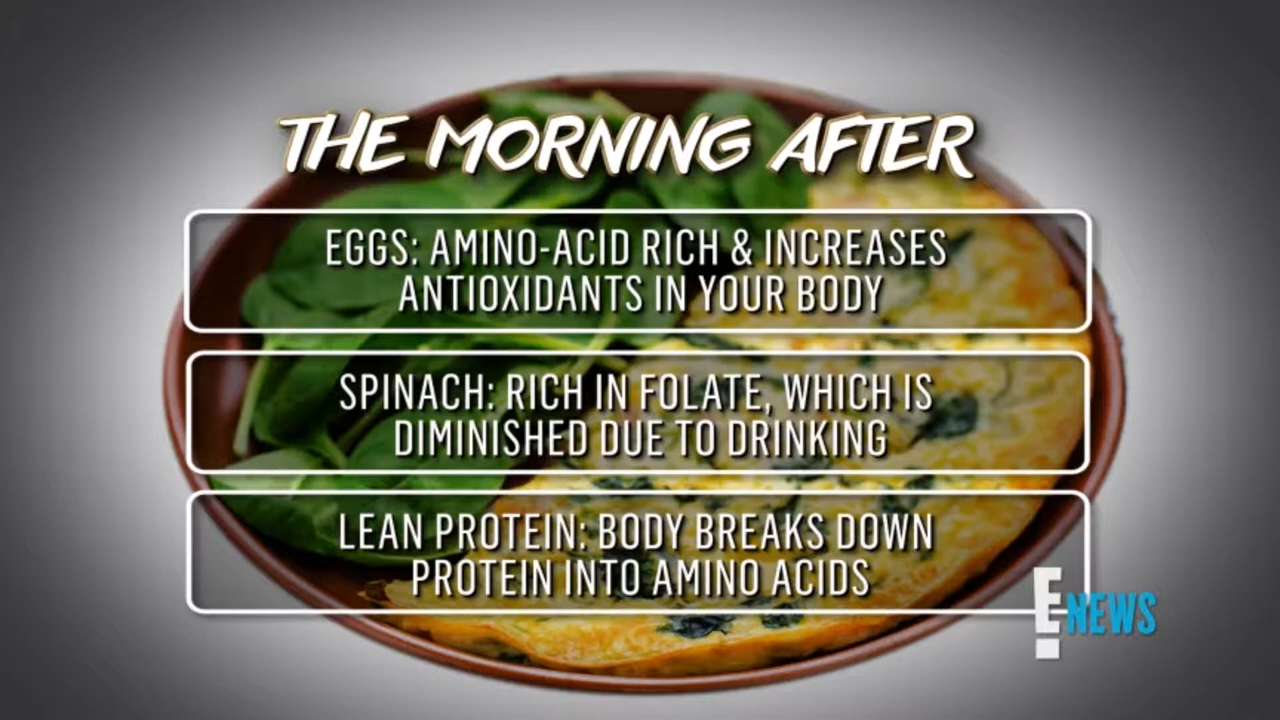 THE MORNING AFTER
EGGS: AMINO-ACID RICH & INCREASES
ANTIOXIDANTS IN YOUR BODY
SPINACH: RICH IN FOLATE, WHICH IS
DIMINISHED DUE TO DRINKING
LEAN PROTEIN: BODY BREAKS DOWN
PROTEIN INTO AMINO ACIDS
E! NEWS